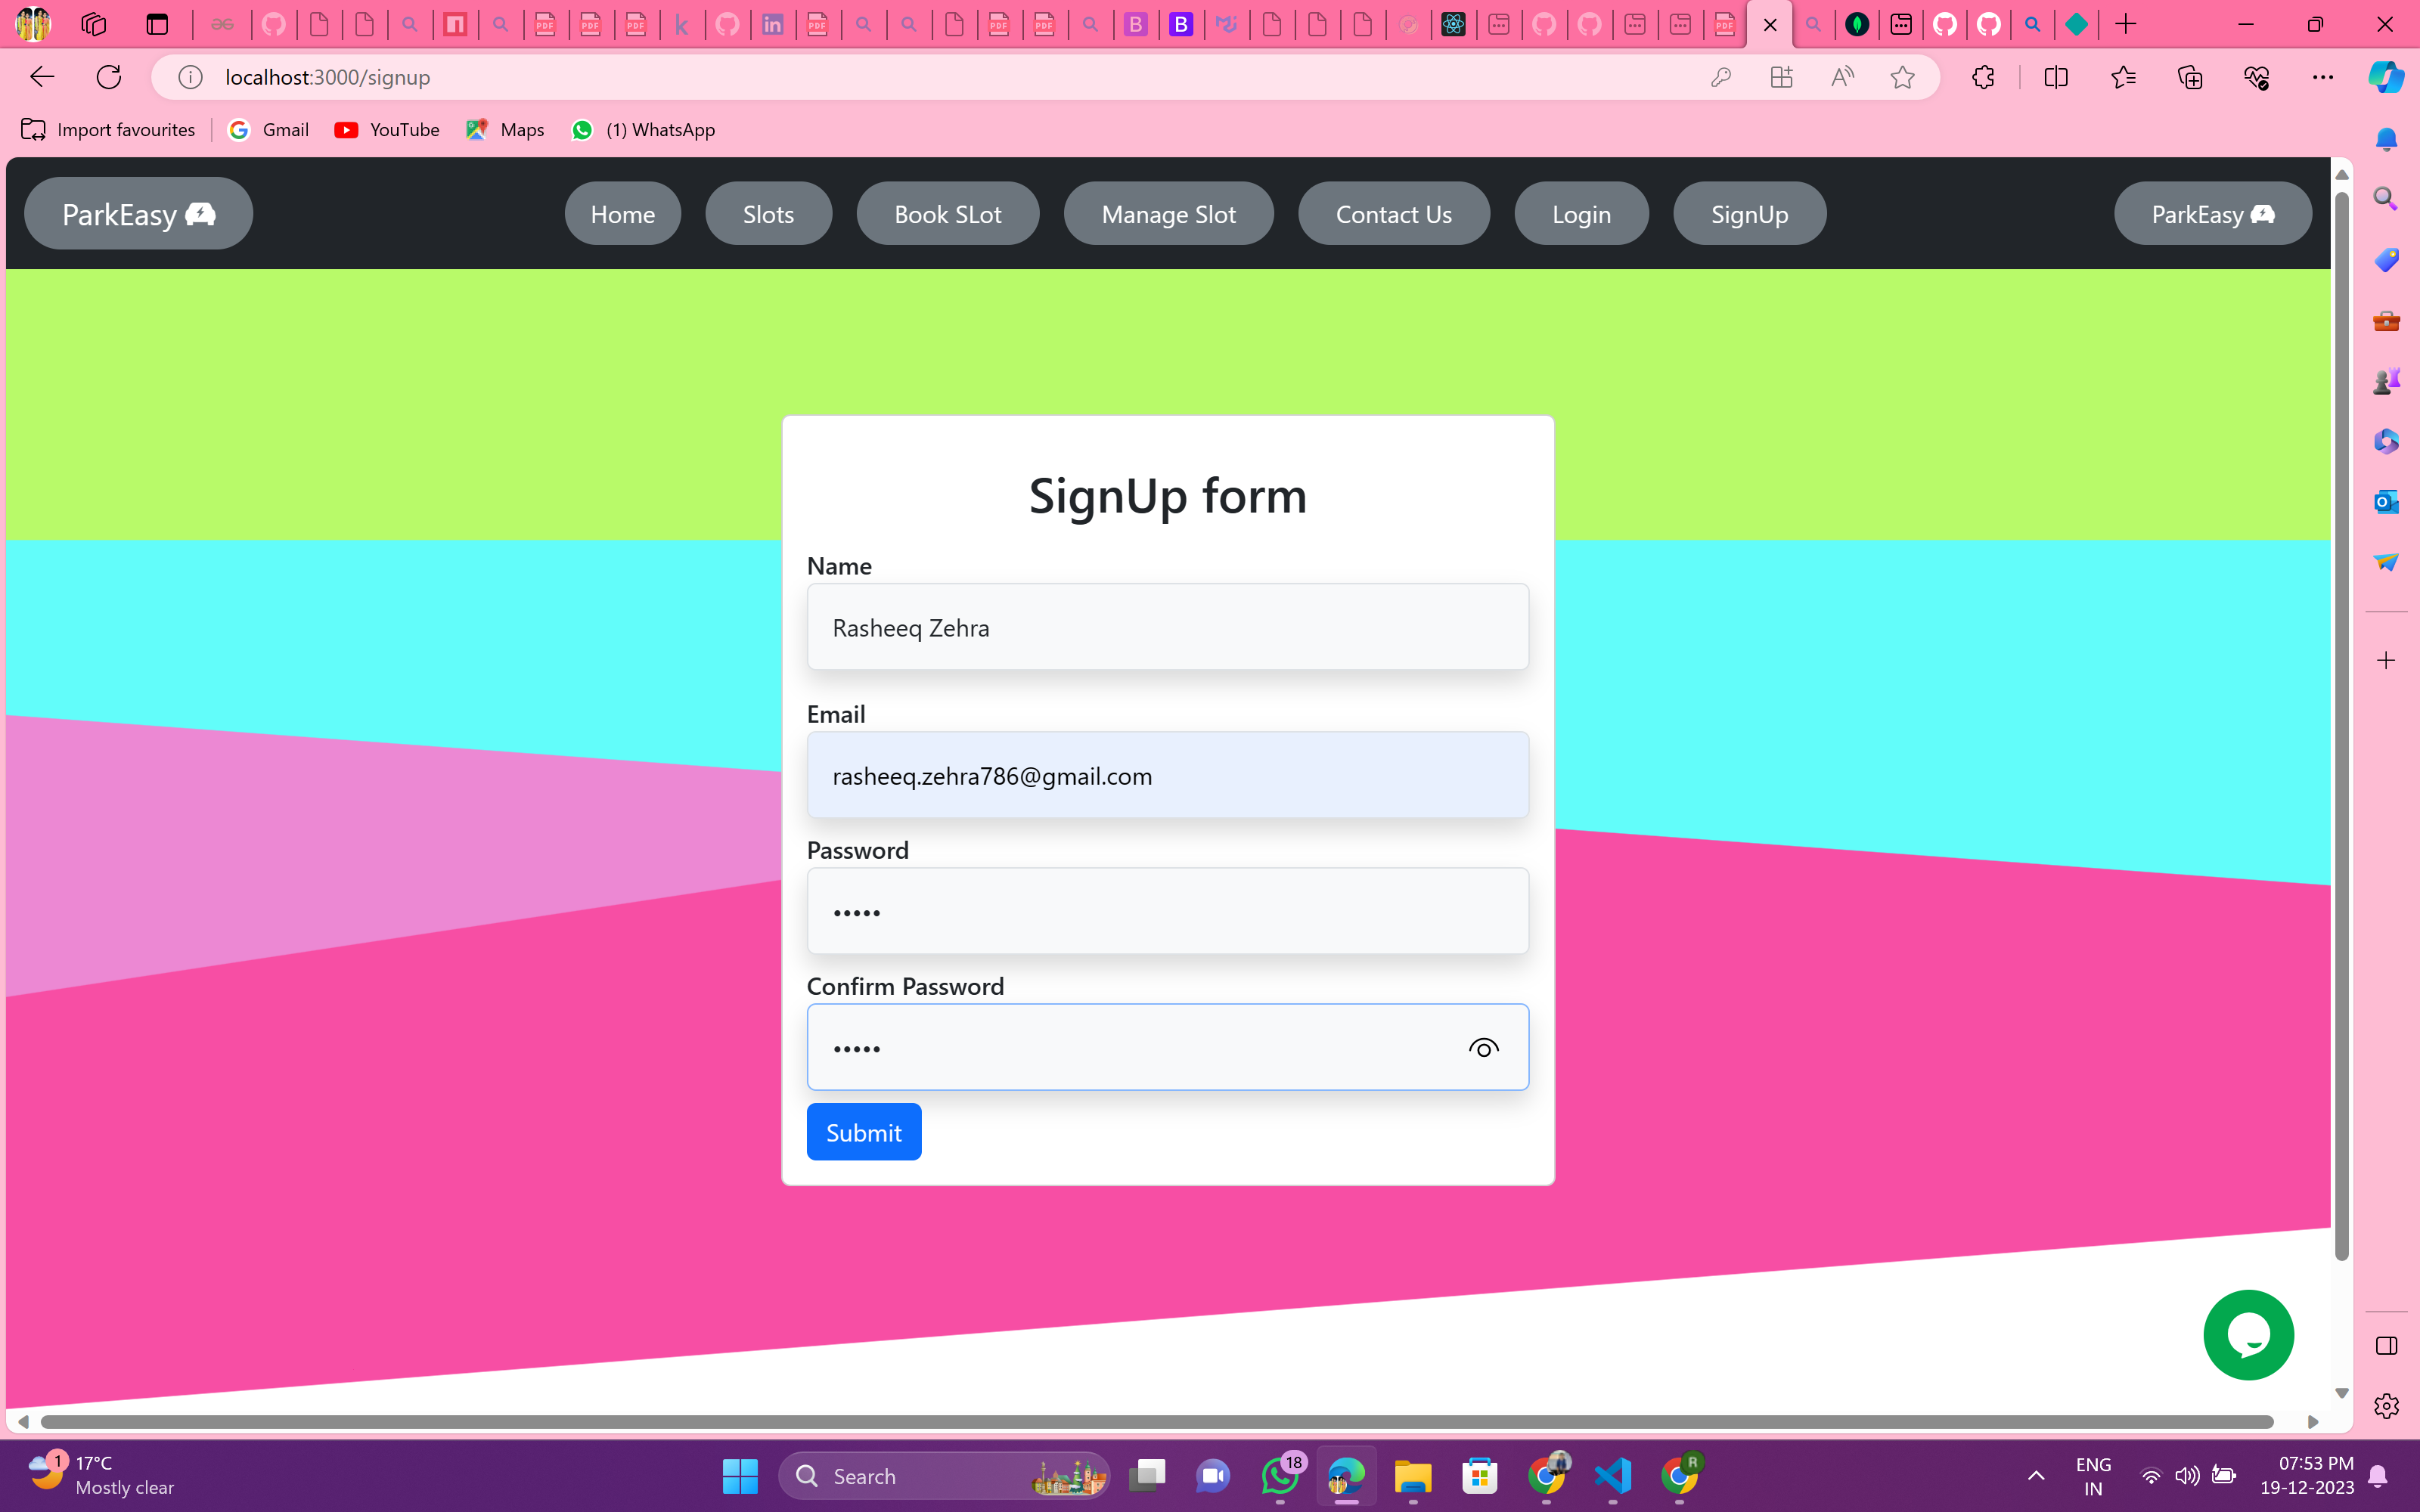 localhost:3000/signup
Import favourites
Gmail
YouTube
Maps
(1) WhatsApp
ParkEasy
Home
Slots
Book SLot
Manage Slot
Contact Us
Login
SignUp
ParkEasy
SignUp form
Name
Rasheeq Zehra
Email
rasheeq.zehra786@gmail.com
Password
•••••
Confirm Password
•••••
Submit
1
17°C
Mostly clear
Search
18
R
ENG
IN
07:53 PM
19-12-2023